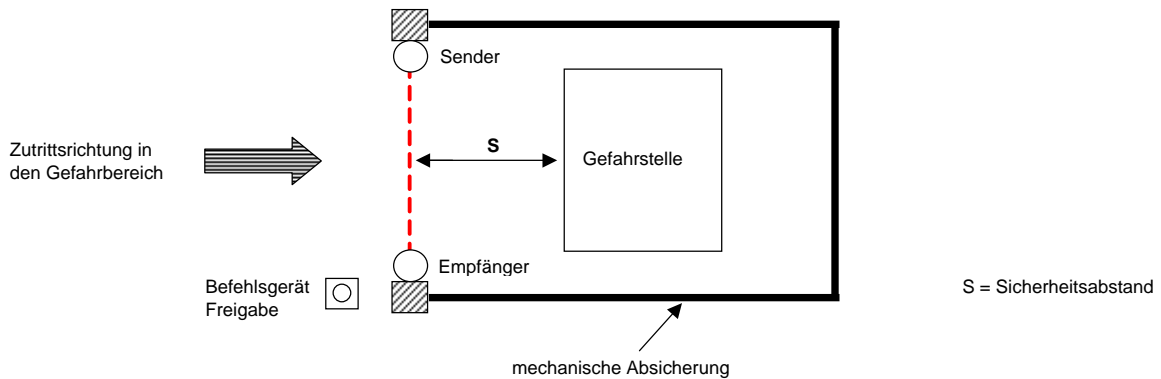 Sender
Zutrittsrichtung in
den Gefahrbereich
S
Gefahrstelle
Empfänger
Befehlsgerät
Freigabe
S = Sicherheitsabstand
mechanische Absicherung